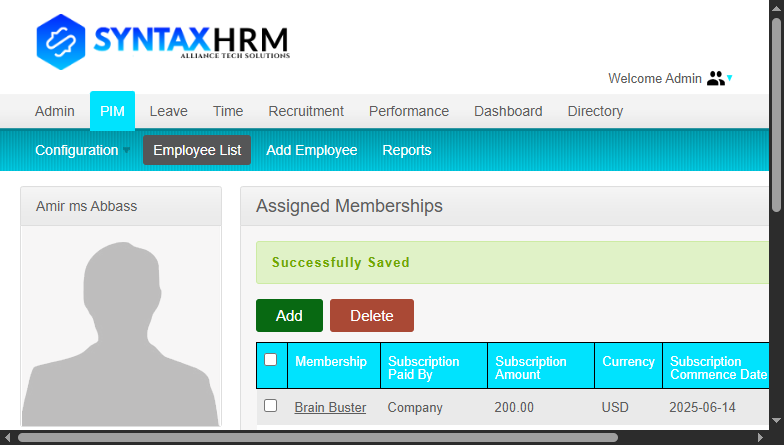 SYNTAXHRM
ALLIANCE TECH SOLUTIONS
Welcome Admin
Admin PIM Leave Time Recruitment Performance Dashboard Directory
Configuration Employee List Add Employee Reports
Amir ms Abbass
Assigned Memberships
Successfully Saved
Add Delete
Membership Subscription Paid By Subscription Amount Currency Subscription Commence Date
Brain Buster Company 200.00 USD 2025-06-14